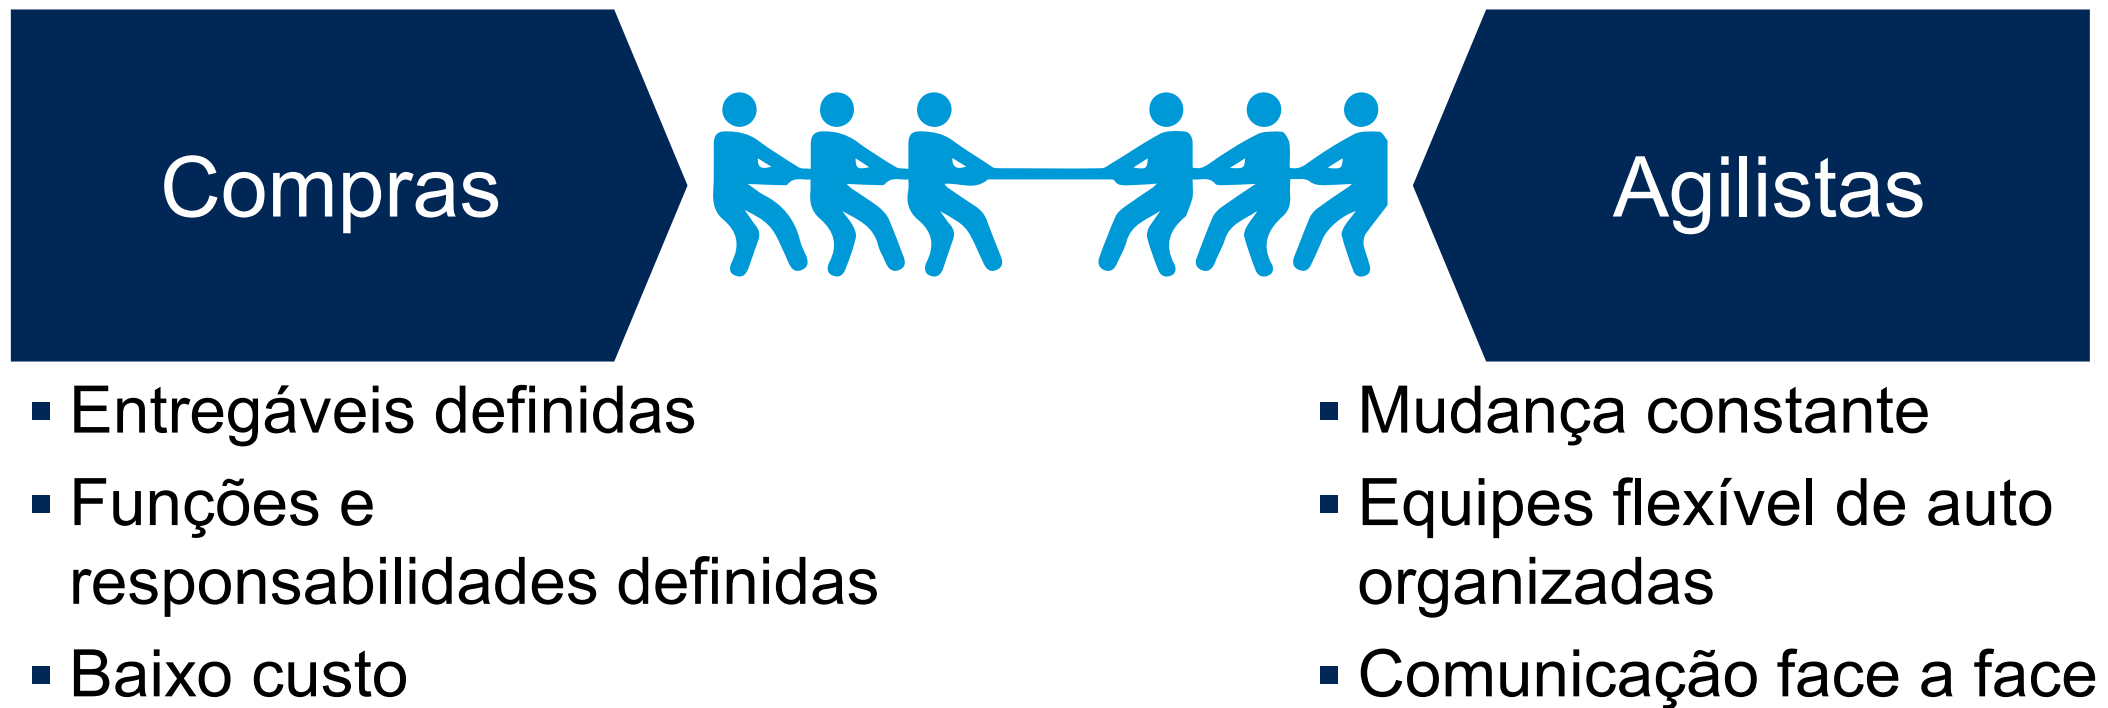 Compras
Agilistas
▪ Entregáveis definidas
▪ Funções e
responsabilidades definidas
▪ Baixo custo
▪ Mudança constante
▪ Equipes flexível de auto
organizadas
▪ Comunicação face a face